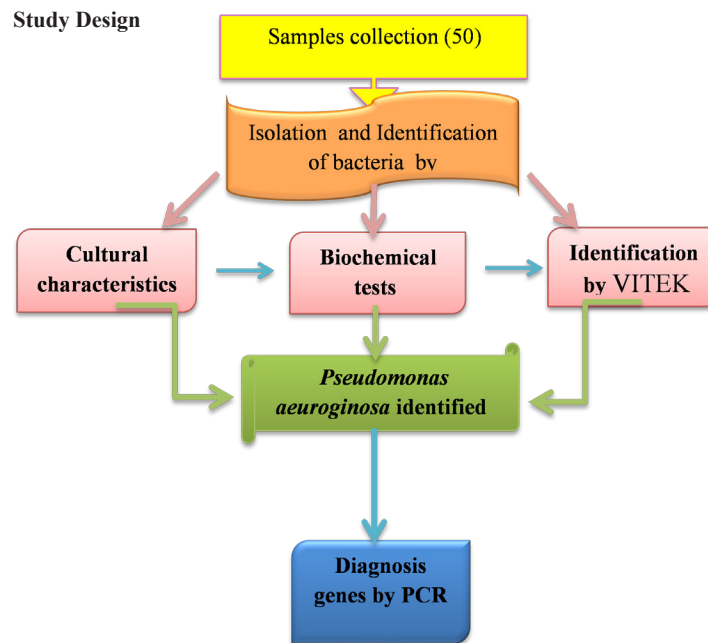 Study Design
Samples collection (50)
Isolation and Identification
of bacteria bv
Cultural
characteristics
Biochemical
tests
Identification
by VITEK
Pseudomonas
aeuroginosa identified
Diagnosis
genes by PCR